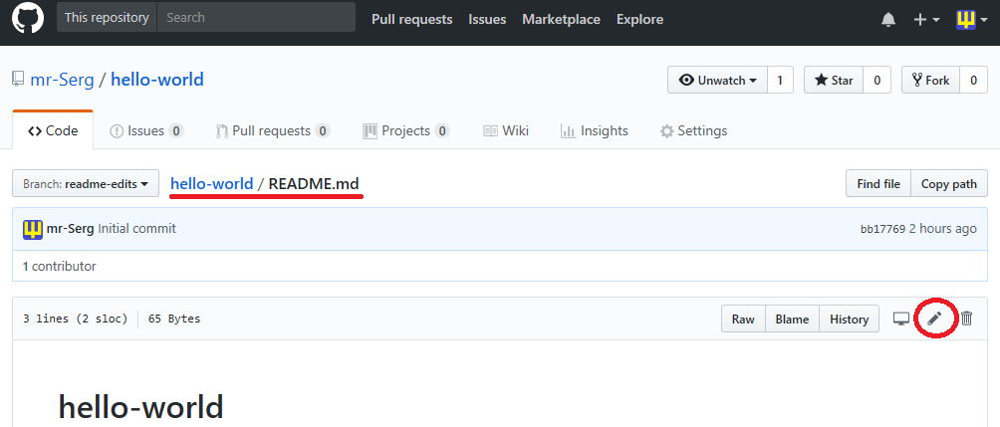 This repository Search Pull requests Issues Marketplace Explore
mr-Serg / hello-world Unwatch 1 Star 0 Fork 0
Code Issues 0 Pull requests 0 Projects 0 Wiki Insights Settings
Branch: readme-edits hello-world / README.md Find file Copy path
mr-Serg Initial commit bb17769 2 hours ago
1 contributor
3 lines (2 sloc) 65 Bytes Raw Blame History
hello-world